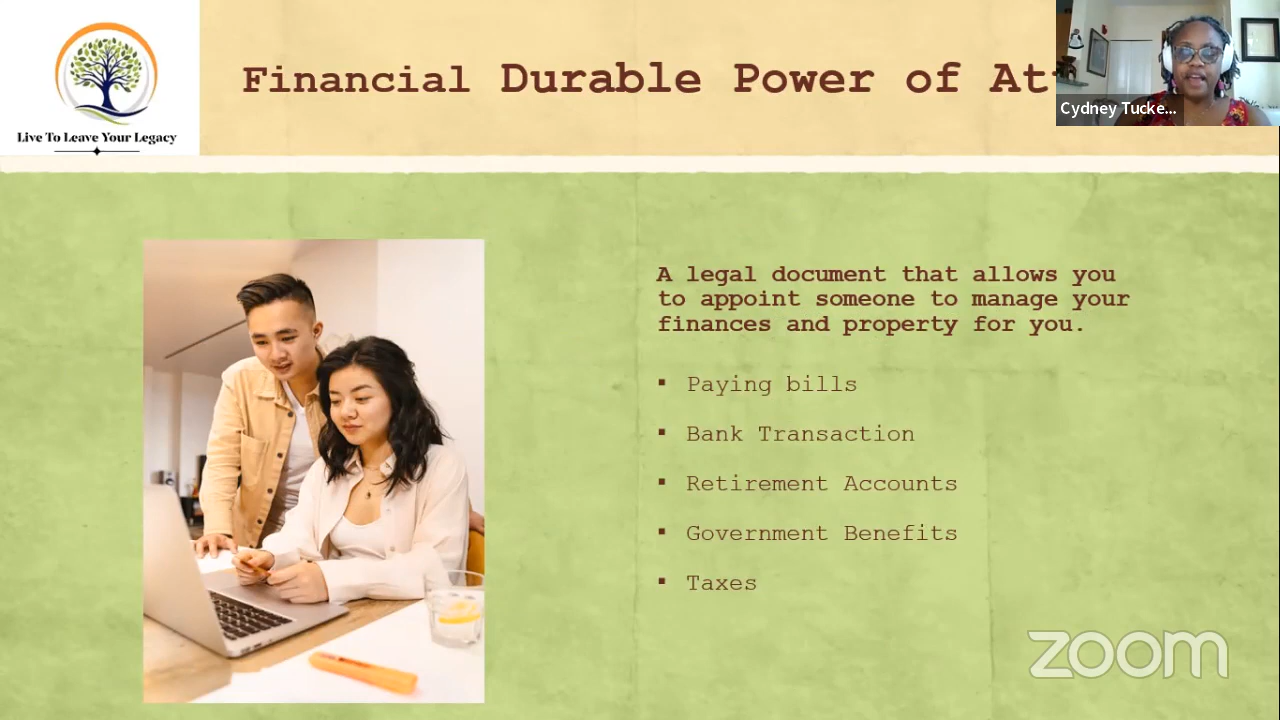 Financial Durable Power of
Cydney Tucke...
Live To Leave Your Legacy
A legal document that allows you
to appoint someone to manage your
finances and property for you.
▪ Paying bills
▪ Bank Transaction
▪ Retirement Accounts
▪ Government Benefits
▪ Taxes
zoom